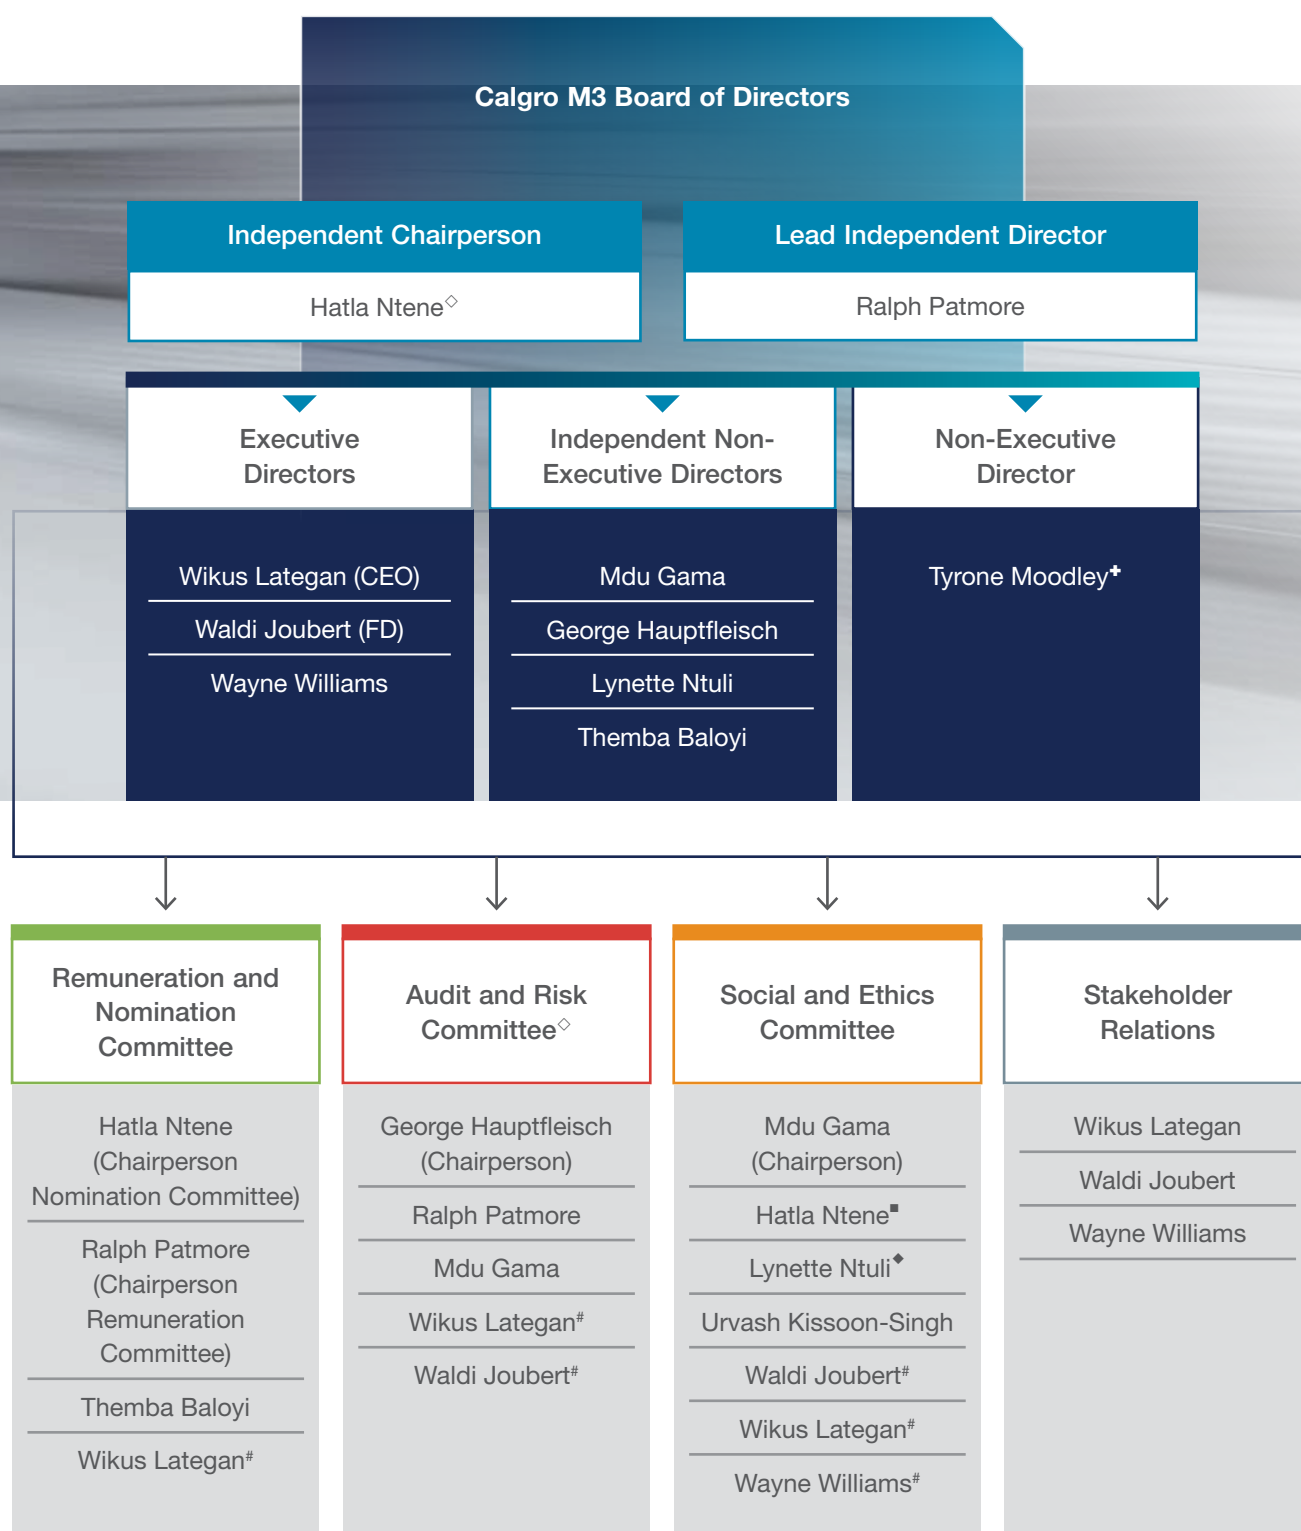 Calgro M3 Board of Directors
Independent Chairperson
Hatla Ntene◇
Lead Independent Director
Ralph Patmore
Executive
Directors
Wikus Lategan (CEO)
Waldi Joubert (FD)
Wayne Williams
Independent Non-
Executive Directors
Mdu Gama
George Hauptfleisch
Lynette Ntuli
Themba Baloyi
Non-Executive
Director
Tyrone Moodley✚
Remuneration and
Nomination
Committee
Hatla Ntene
(Chairperson
Nomination Committee)
Ralph Patmore
(Chairperson
Remuneration
Committee)
Themba Baloyi
Wikus Lategan#
Audit and Risk
Committee◇
George Hauptfleisch
(Chairperson)
Ralph Patmore
Mdu Gama
Wikus Lategan#
Waldi Joubert#
Social and Ethics
Committee
Mdu Gama
(Chairperson)
Hatla Ntene■
Lynette Ntuli◆
Urvash Kissoon-Singh
Waldi Joubert#
Wikus Lategan#
Wayne Williams#
Stakeholder
Relations
Wikus Lategan
Waldi Joubert
Wayne Williams